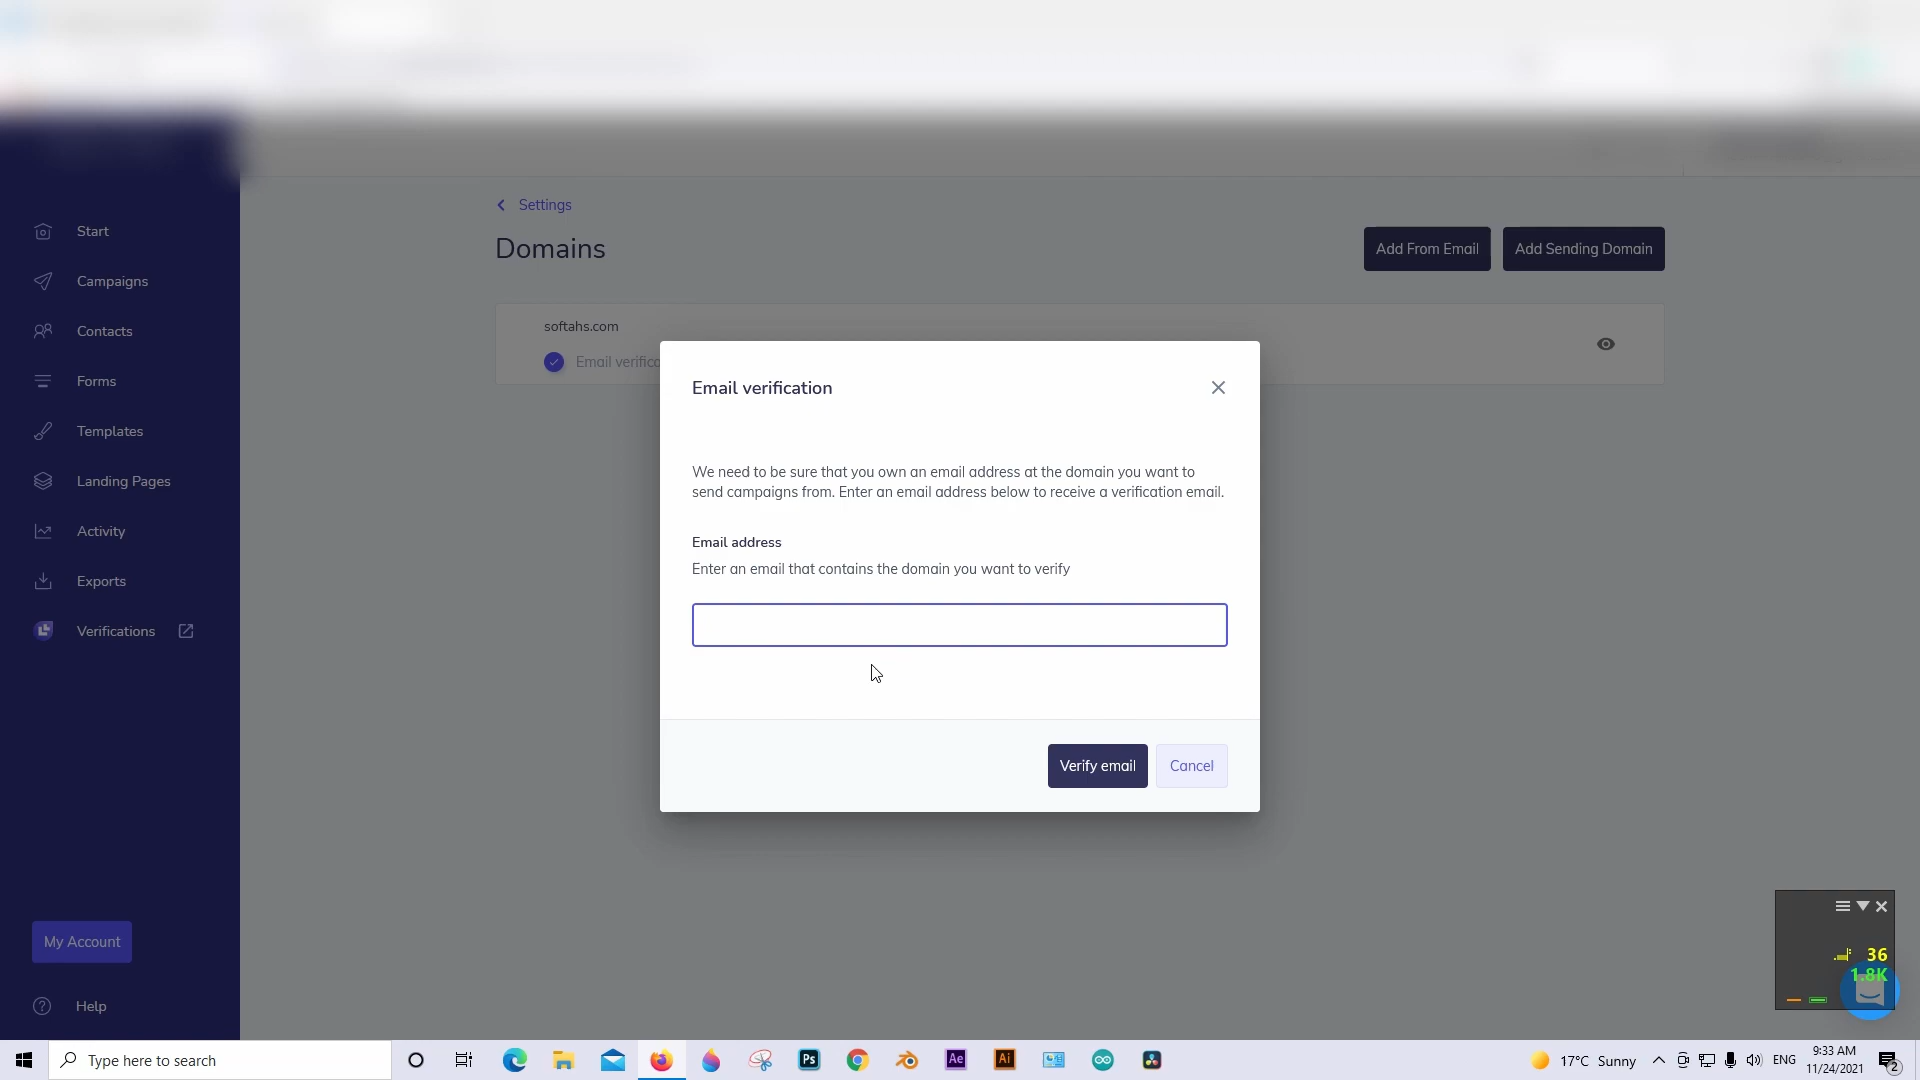 Settings
Domains
Add From Email
Add Sending Domain
softahs.com
Email verific
Start
Campaigns
Contacts
Forms
Templates
Landing Pages
Activity
Exports
Verifications
My Account
Help
Email verification
We need to be sure that you own an email address at the domain you want to
send campaigns from. Enter an email address below to receive a verification email.
Email address
Enter an email that contains the domain you want to verify
Verify email
Cancel
36
1.8K
Type here to search
Ps
Ae
Ai
17°C Sunny
ENG
9:33 AM
11/24/2021
2